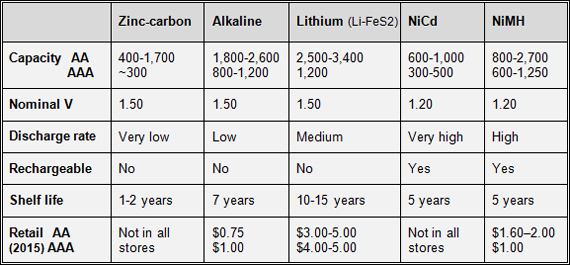 Zinc-carbon Alkaline Lithium (Li-FeS2) NiCd NiMH
Capacity AA 400-1,700 1,800-2,600 2,500-3,400 600-1,000 800-2,700
AAA ~300 800-1,200 1,200 300-500 600-1,250
Nominal V 1.50 1.50 1.50 1.20 1.20
Discharge rate Very low Low Medium Very high High
Rechargeable No No No Yes Yes
Shelf life 1-2 years 7 years 10-15 years 5 years 5 years
Retail AA Not in all $0.75 $3.00-5.00 Not in all $1.60–2.00
(2015) AAA stores $1.00 $4.00-5.00 stores $1.00